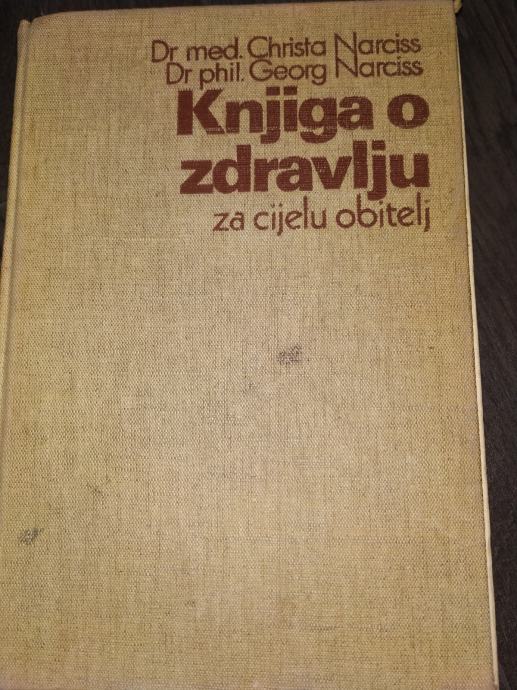 Dr med. Christa Narciss
Dr phil. Georg Narciss
Knjiga o
zdravlju
za cijelu obitelj